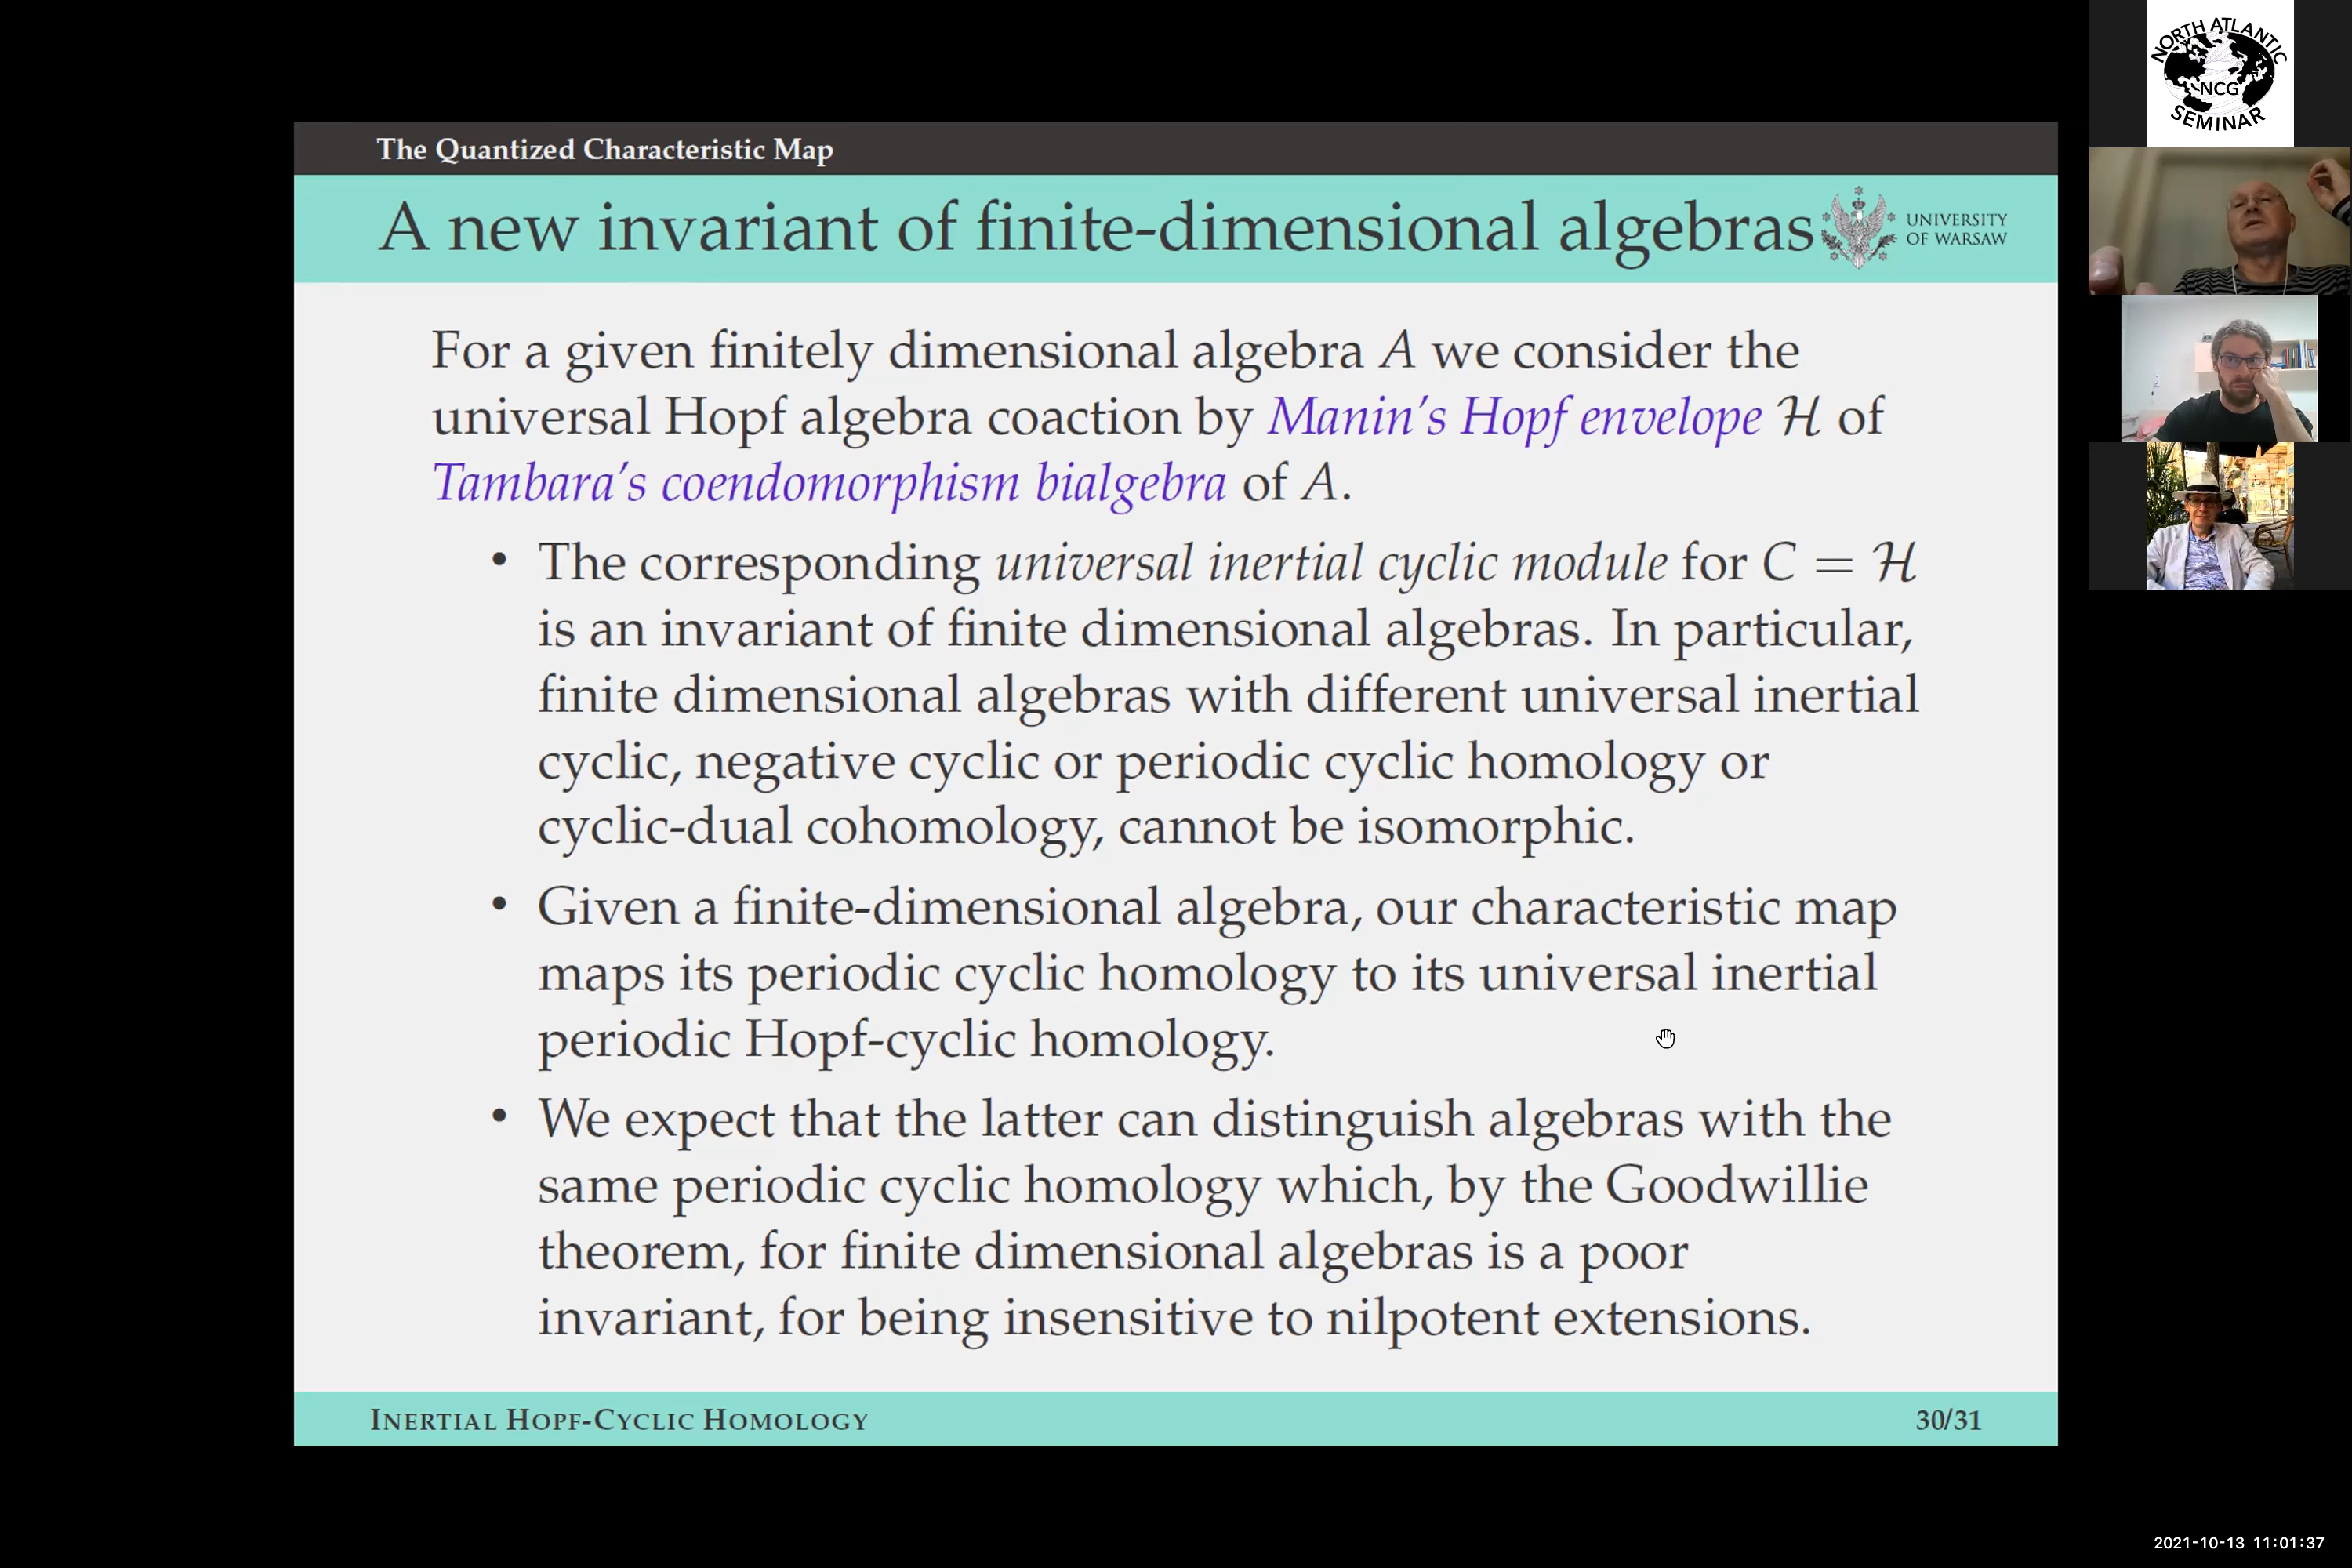 The Quantized Characteristic Map
A new invariant of finite-dimensional algebras
UNIVERSITY
OF WARSAW
For a given finitely dimensional algebra A we consider the
universal Hopf algebra coaction by Manin's Hopf envelope ℋ of
Tambara's coendomorphism bialgebra of A.
• The corresponding universal inertial cyclic module for C = ℋ
is an invariant of finite dimensional algebras. In particular,
finite dimensional algebras with different universal inertial
cyclic, negative cyclic or periodic cyclic homology or
cyclic-dual cohomology, cannot be isomorphic.
• Given a finite-dimensional algebra, our characteristic map
maps its periodic cyclic homology to its universal inertial
periodic Hopf-cyclic homology.
• We expect that the latter can distinguish algebras with the
same periodic cyclic homology which, by the Goodwillie
theorem, for finite dimensional algebras is a poor
invariant, for being insensitive to nilpotent extensions.
INERTIAL HOPF-CYCLIC HOMOLOGY
30/31
NORTH ATLANTIC
NCG
SEMINAR
2021-10-13 11:01:37